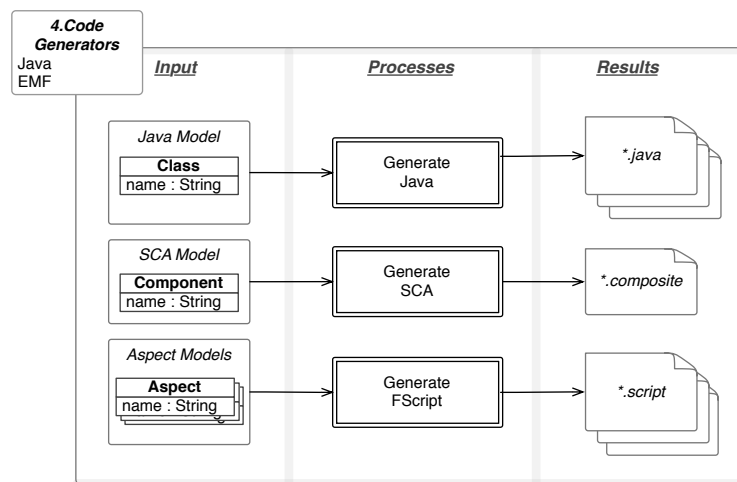 4.Code
Generators
Java
EMF
Input
Processes
Results
Java Model
Class
name : String
Generate
Java
*.java
SCA Model
Component
name : String
Generate
SCA
*.composite
Aspect Models
Aspect
name : String
Generate
FScript
*.script